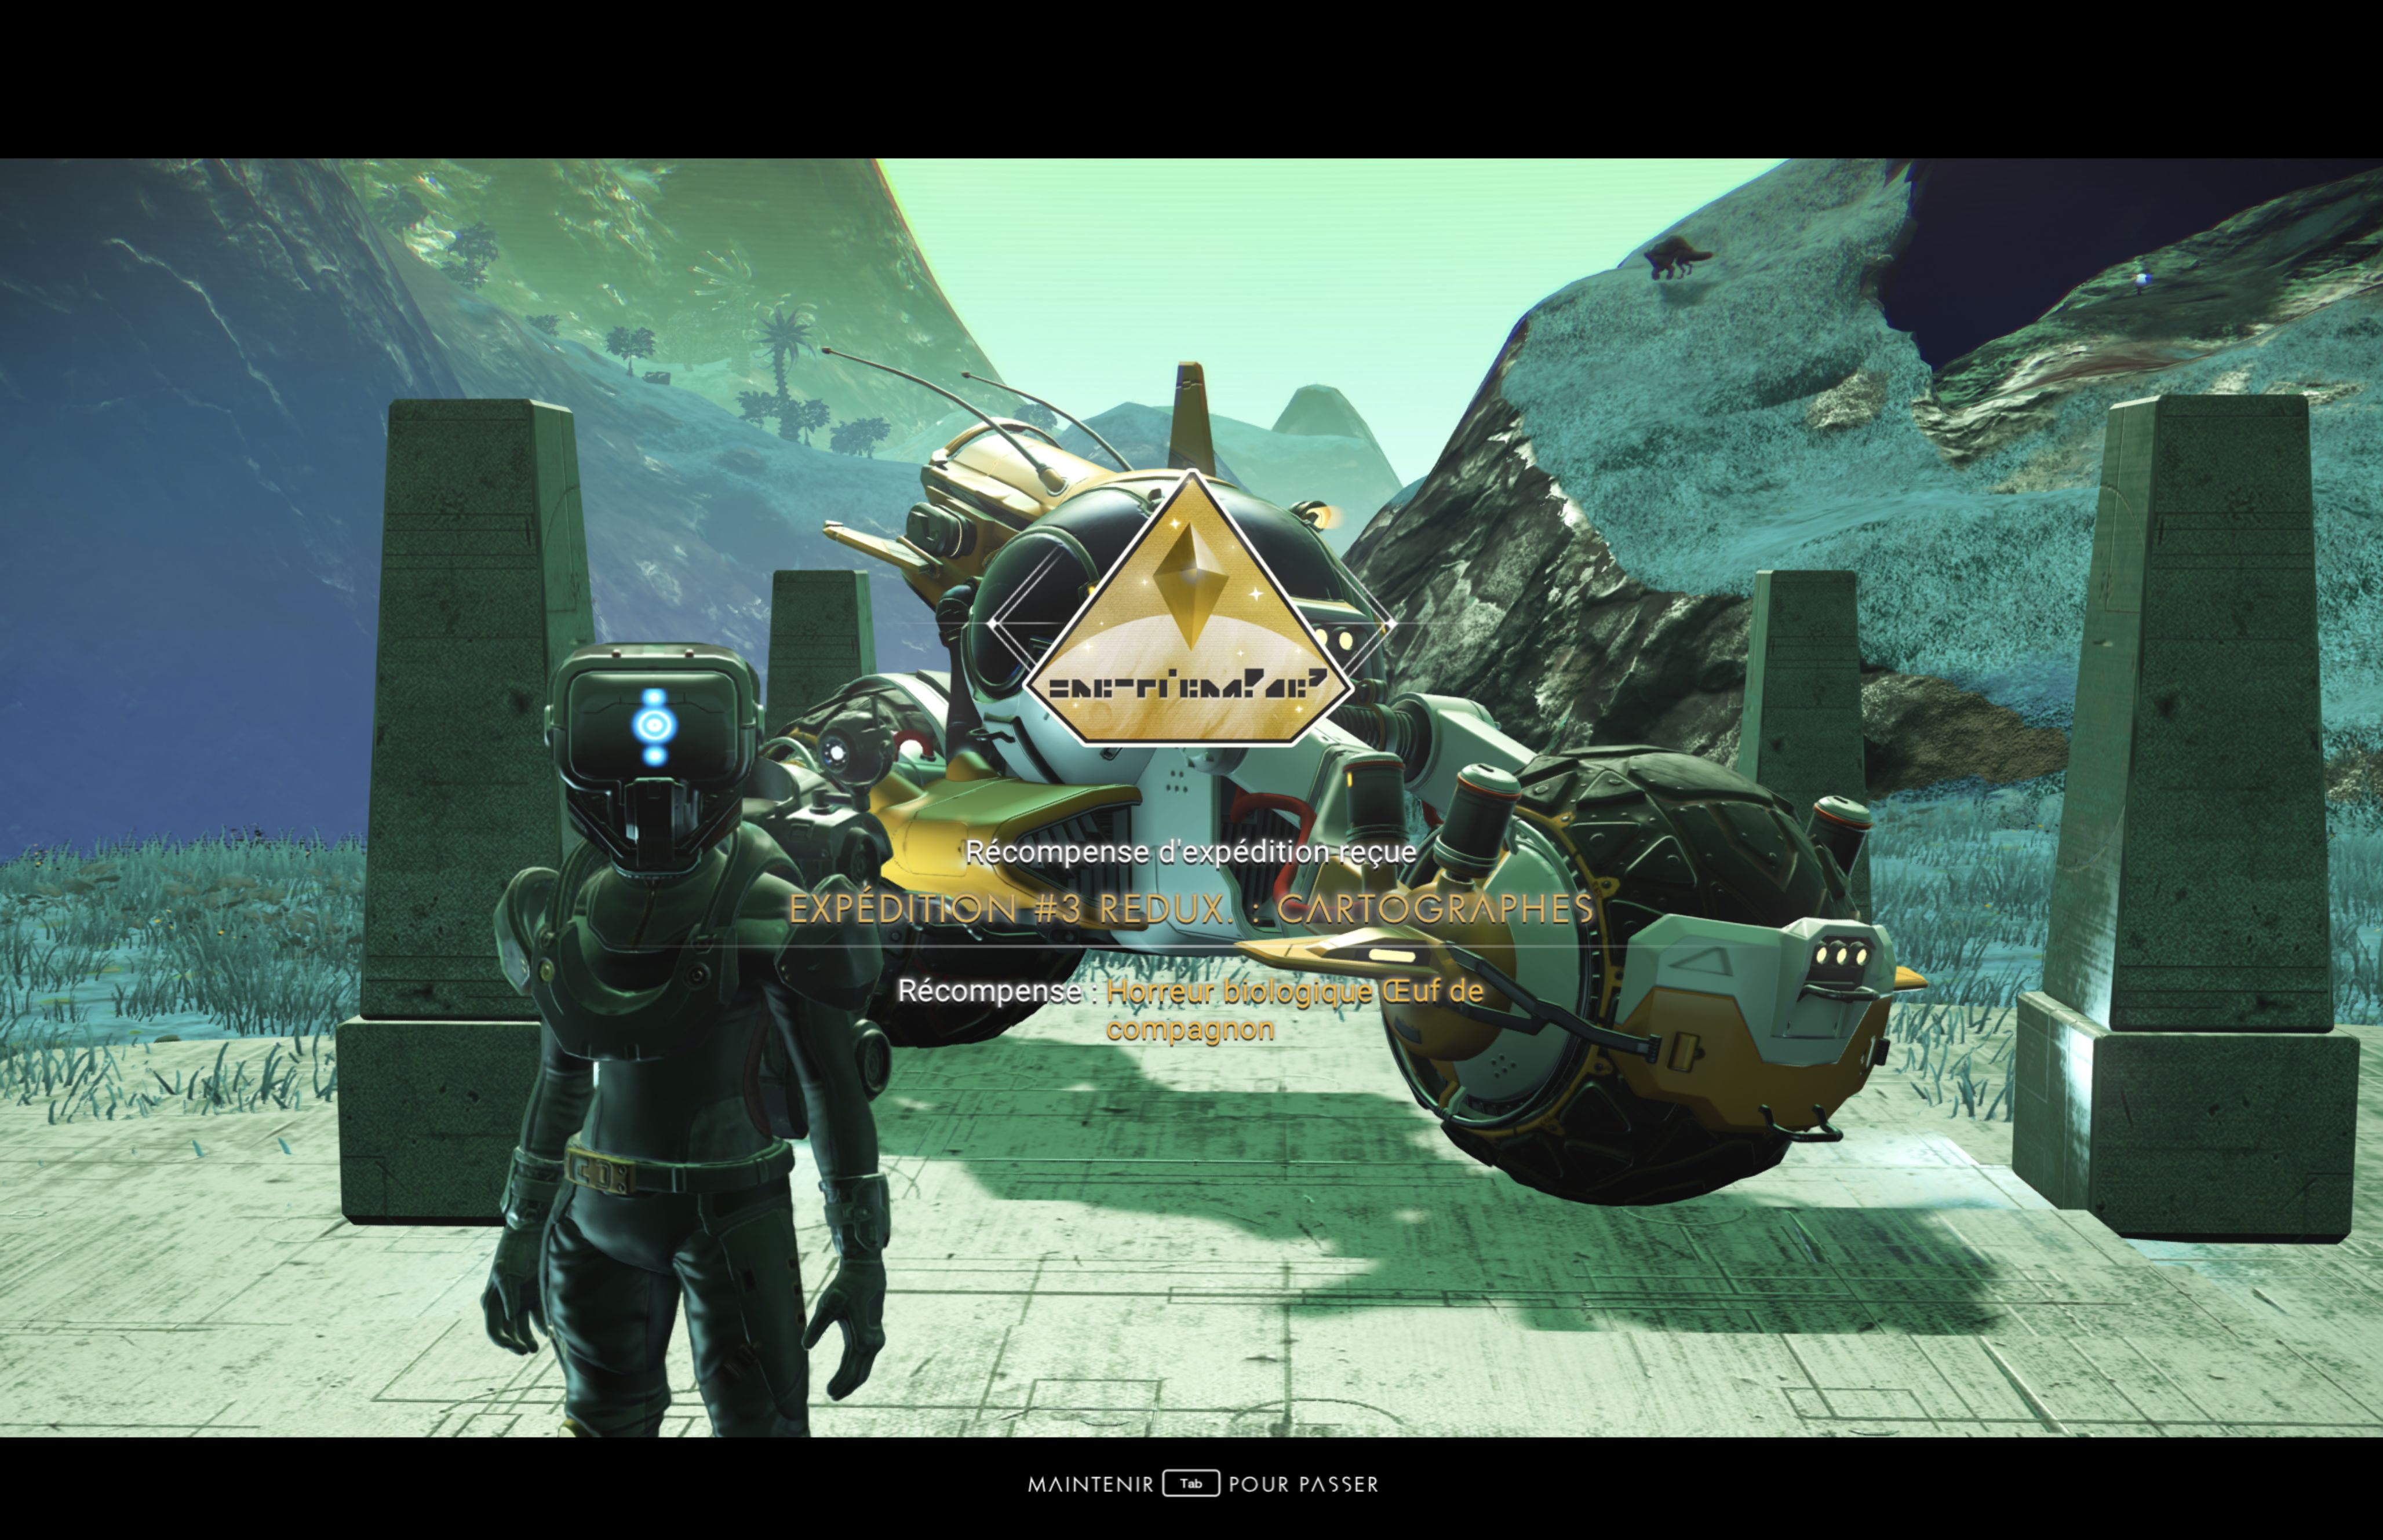 Récompense d'expédition reçue
EXPÉDITION #3 REDUX. : CARTOGRAPHES
Récompense : Horreur biologique Œuf de
compagnon
MAINTENIR Tab POUR PASSER